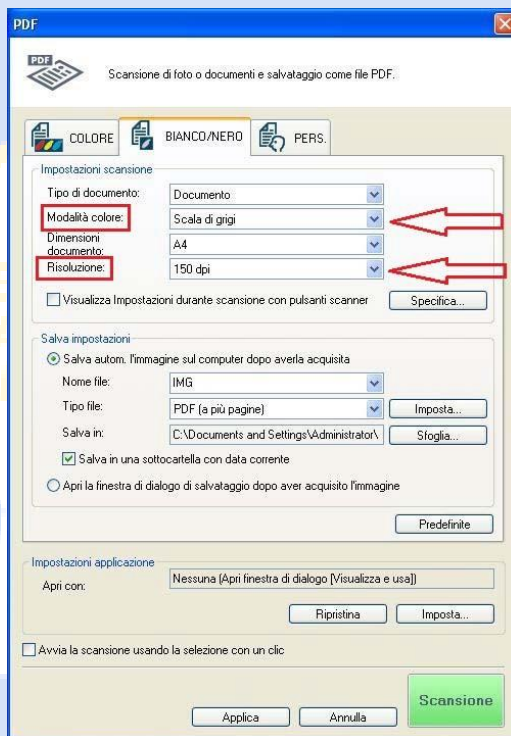 PDF
PDF
Scansione di foto o documenti e salvataggio come file PDF.
COLORE
BIANCO/NERO
PERS.
Impostazioni scansione
Tipo di documento: Documento
Modalità colore: Scala di grigi
Dimensioni documento: A4
Risoluzione: 150 dpi
Visualizza Impostazioni durante scansione con pulsanti scanner Specifica...
Salva impostazioni
Salva autom. l'immagine sul computer dopo averla acquisita
Nome file: IMG
Tipo file: PDF (a più pagine) Imposta...
Salva in: C:\Documents and Settings\Administrator\ Sfoglia...
Salva in una sottocartella con data corrente
Apri la finestra di dialogo di salvataggio dopo aver acquisito l'immagine
Predefinite
Impostazioni applicazione
Apri con: Nessuna (Apri finestra di dialogo [Visualizza e usa])
Ripristina Imposta...
Avvia la scansione usando la selezione con un clic
Applica Annulla Scansione